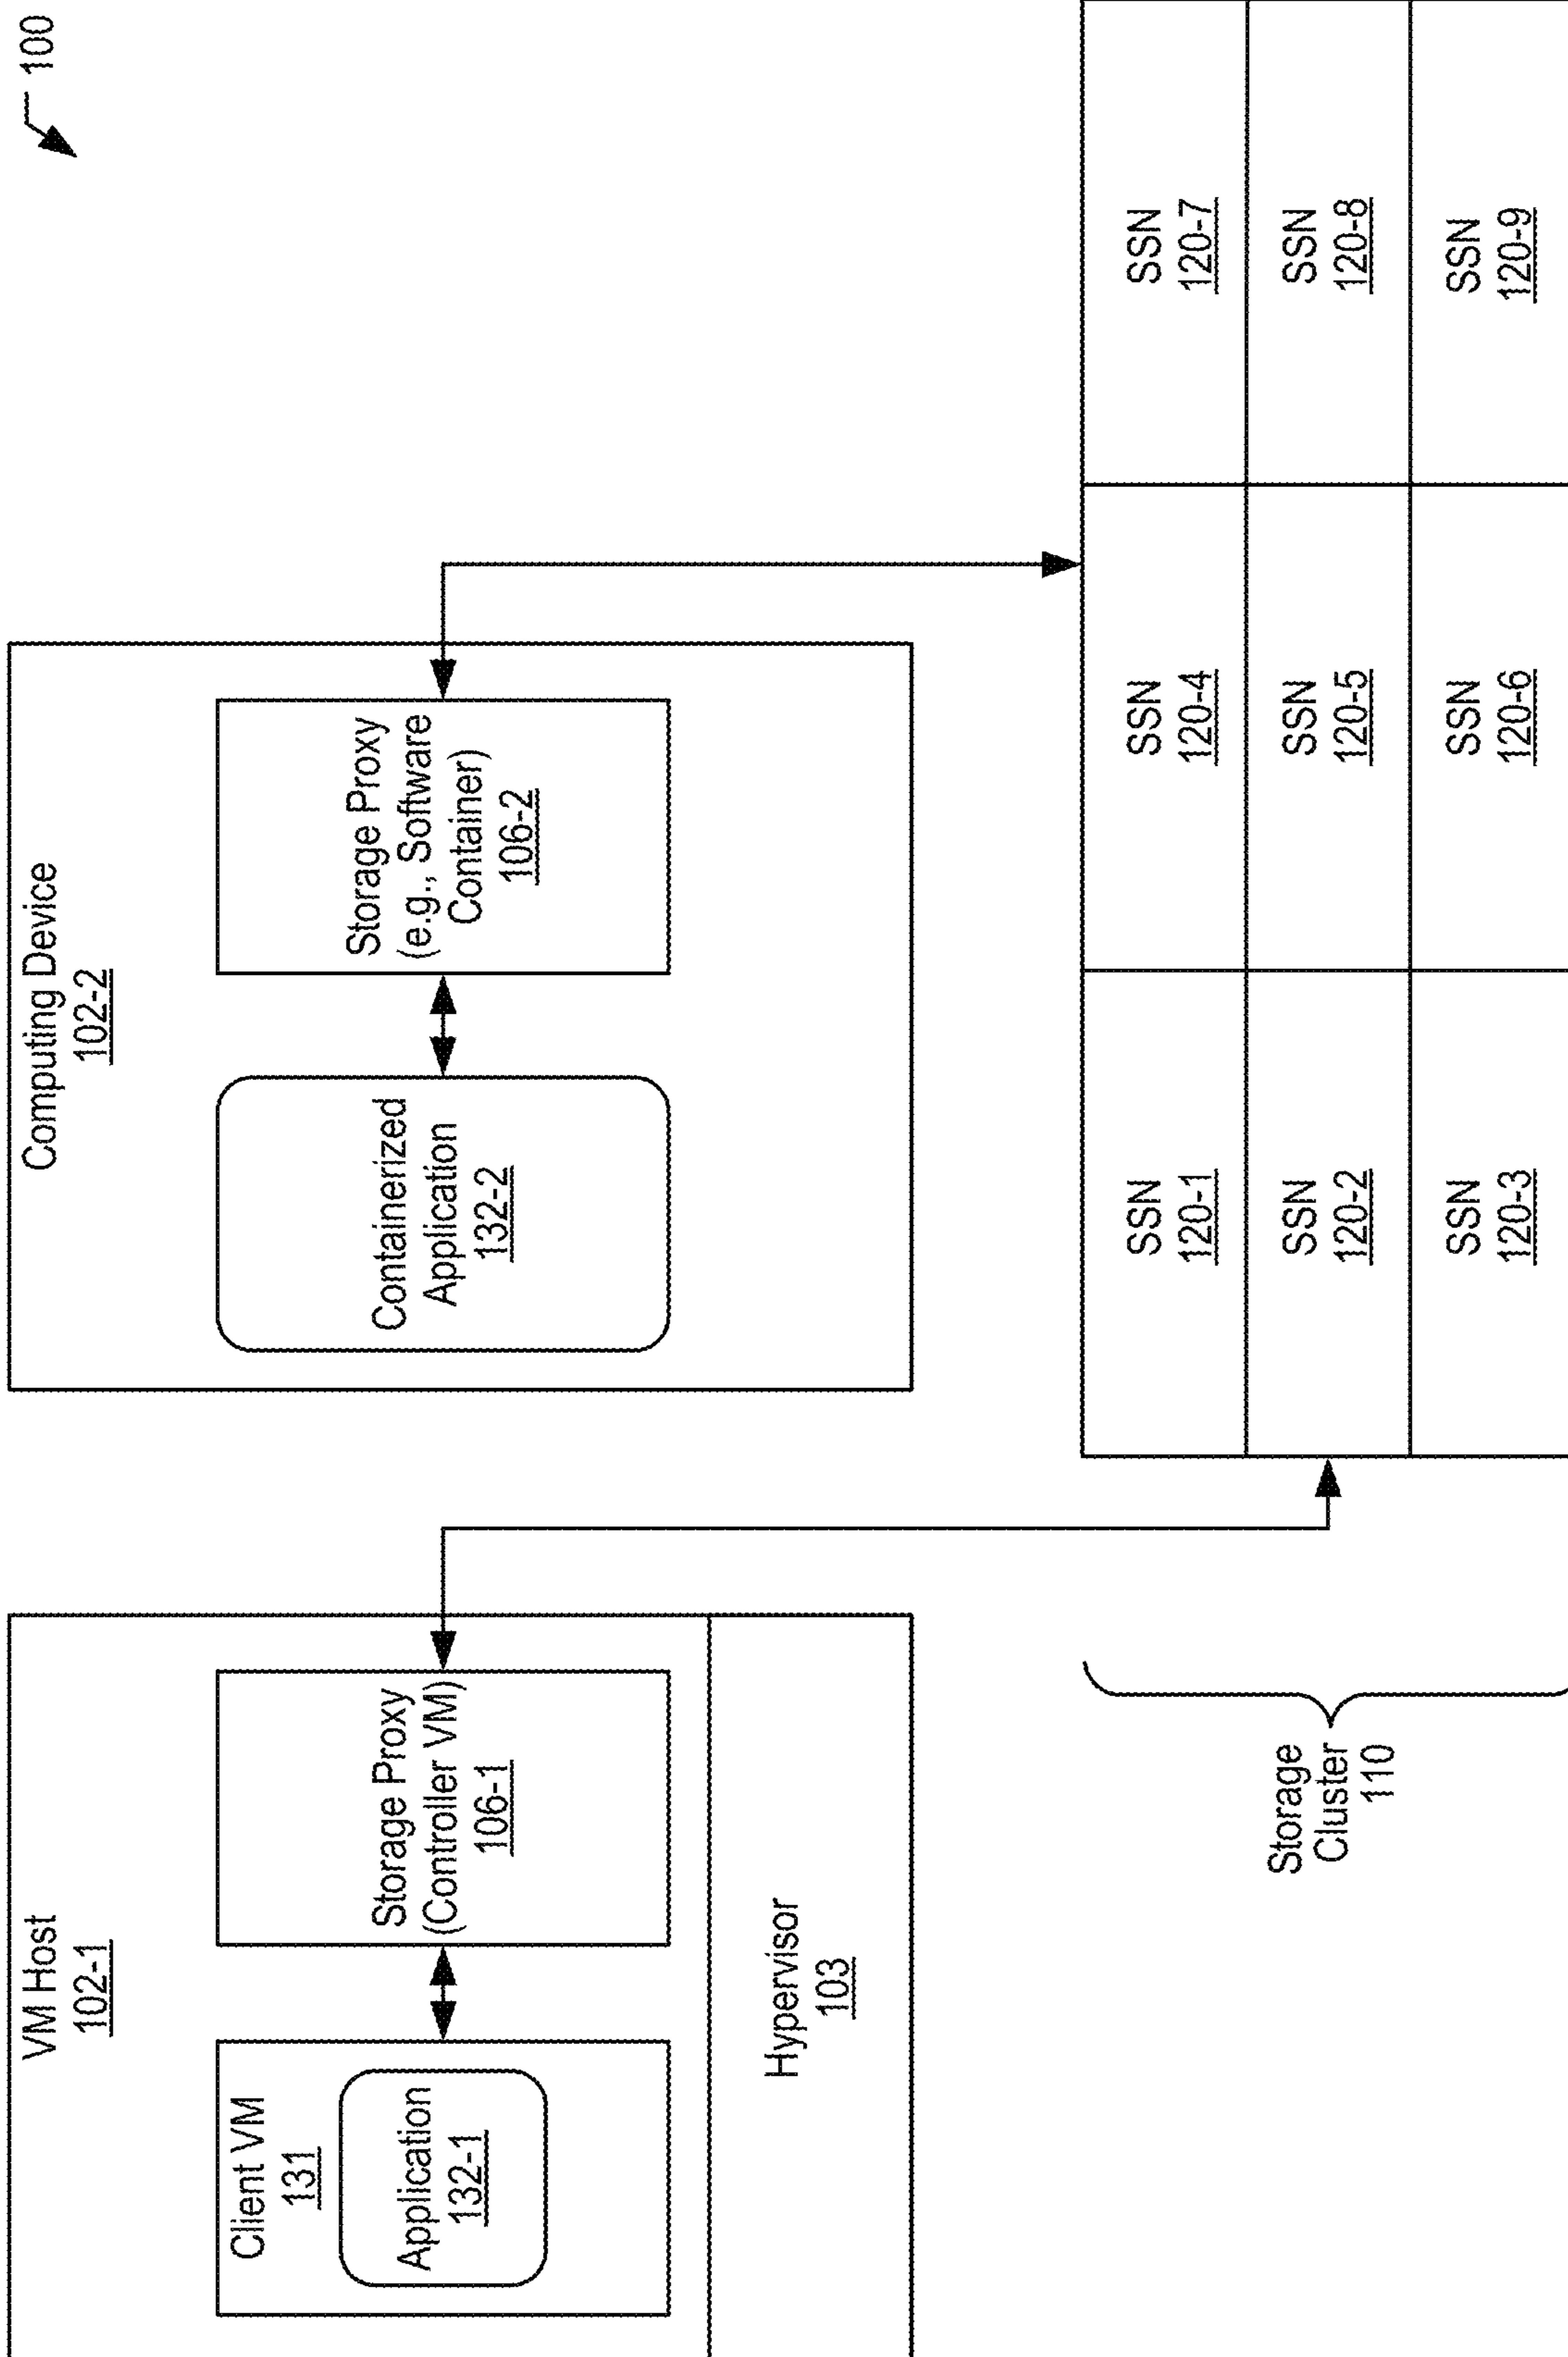 100
VM Host
102-1
Client VM
131
Application
132-1
Storage Proxy
(Controller VM)
106-1
Hypervisor
103
Computing Device
102-2
Containerized
Application
132-2
Storage Proxy
(e.g., Software
Container)
106-2
Storage
Cluster
110
SSN
120-1
SSN
120-4
SSN
120-7
SSN
120-2
SSN
120-5
SSN
120-8
SSN
120-3
SSN
120-6
SSN
120-9